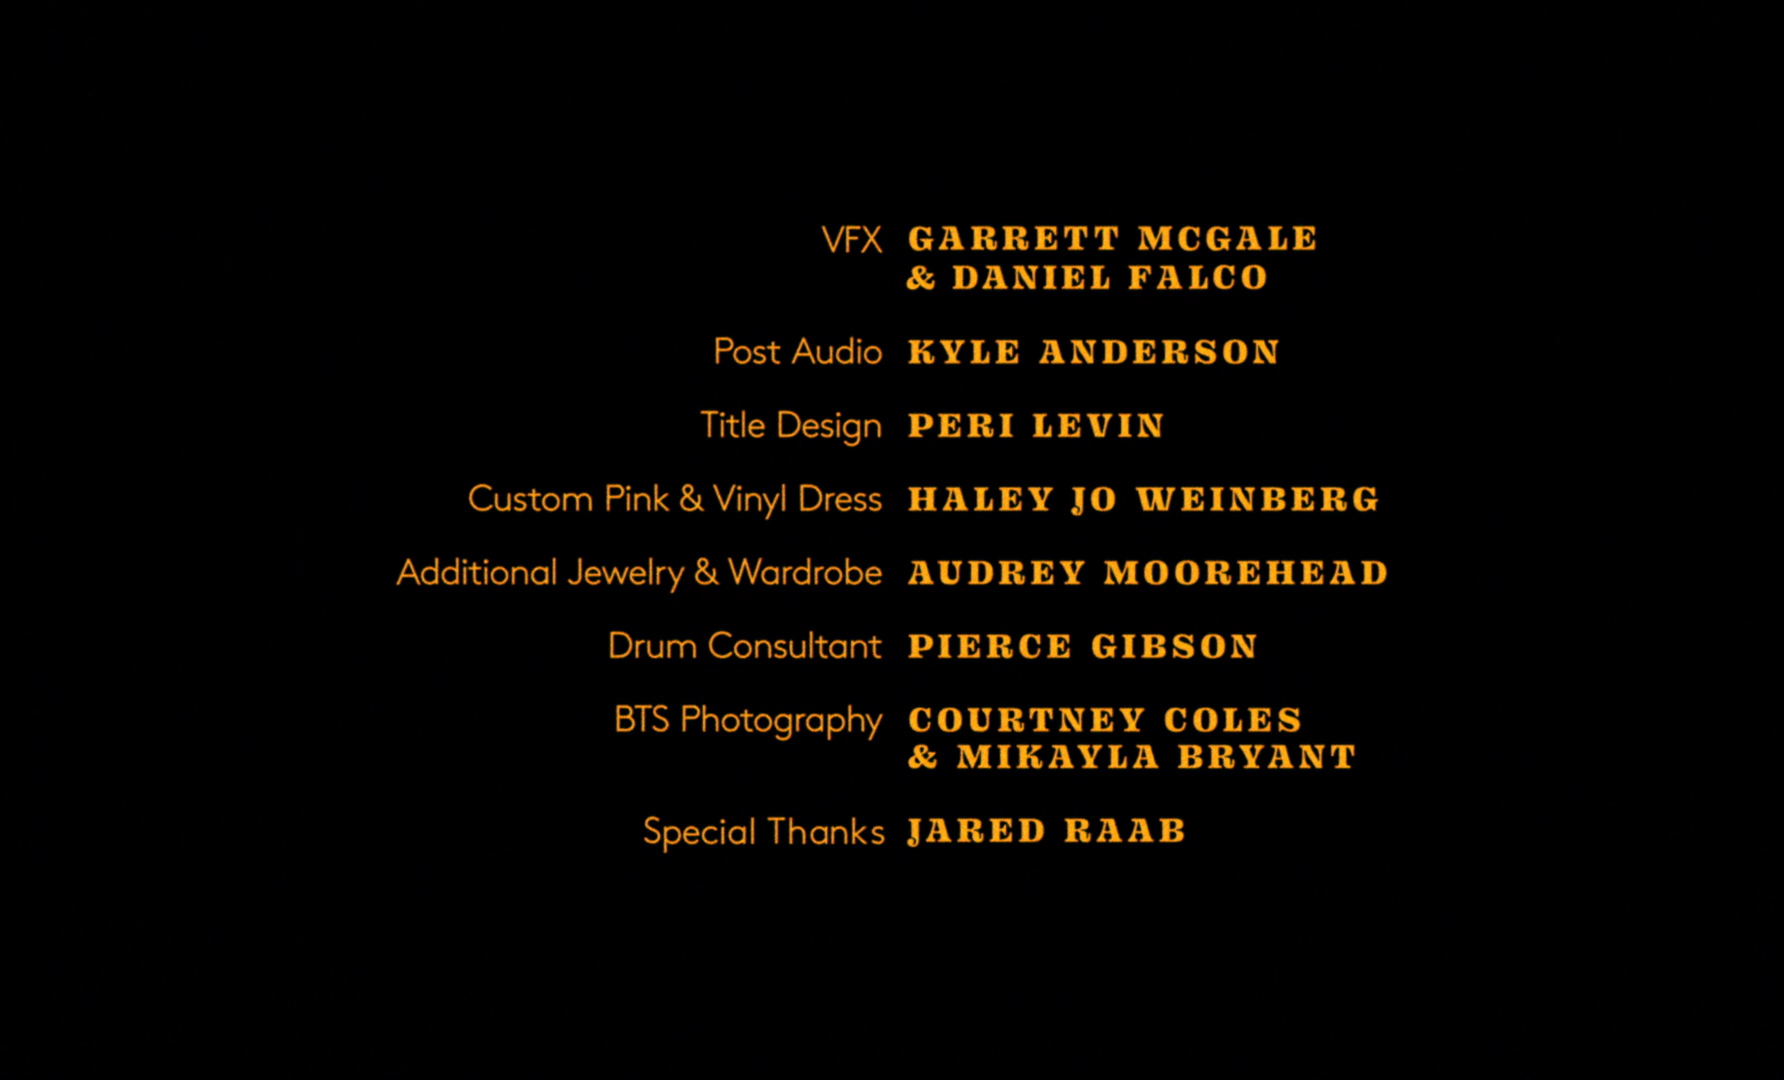 VFX GARRETT MCGALE
& DANIEL FALCO
Post Audio KYLE ANDERSON
Title Design PERI LEVIN
Custom Pink & Vinyl Dress HALEY JO WEINBERG
Additional Jewelry & Wardrobe AUDREY MOOREHEAD
Drum Consultant PIERCE GIBSON
BTS Photography COURTNEY COLES
& MIKAYLA BRYANT
Special Thanks JARED RAAB